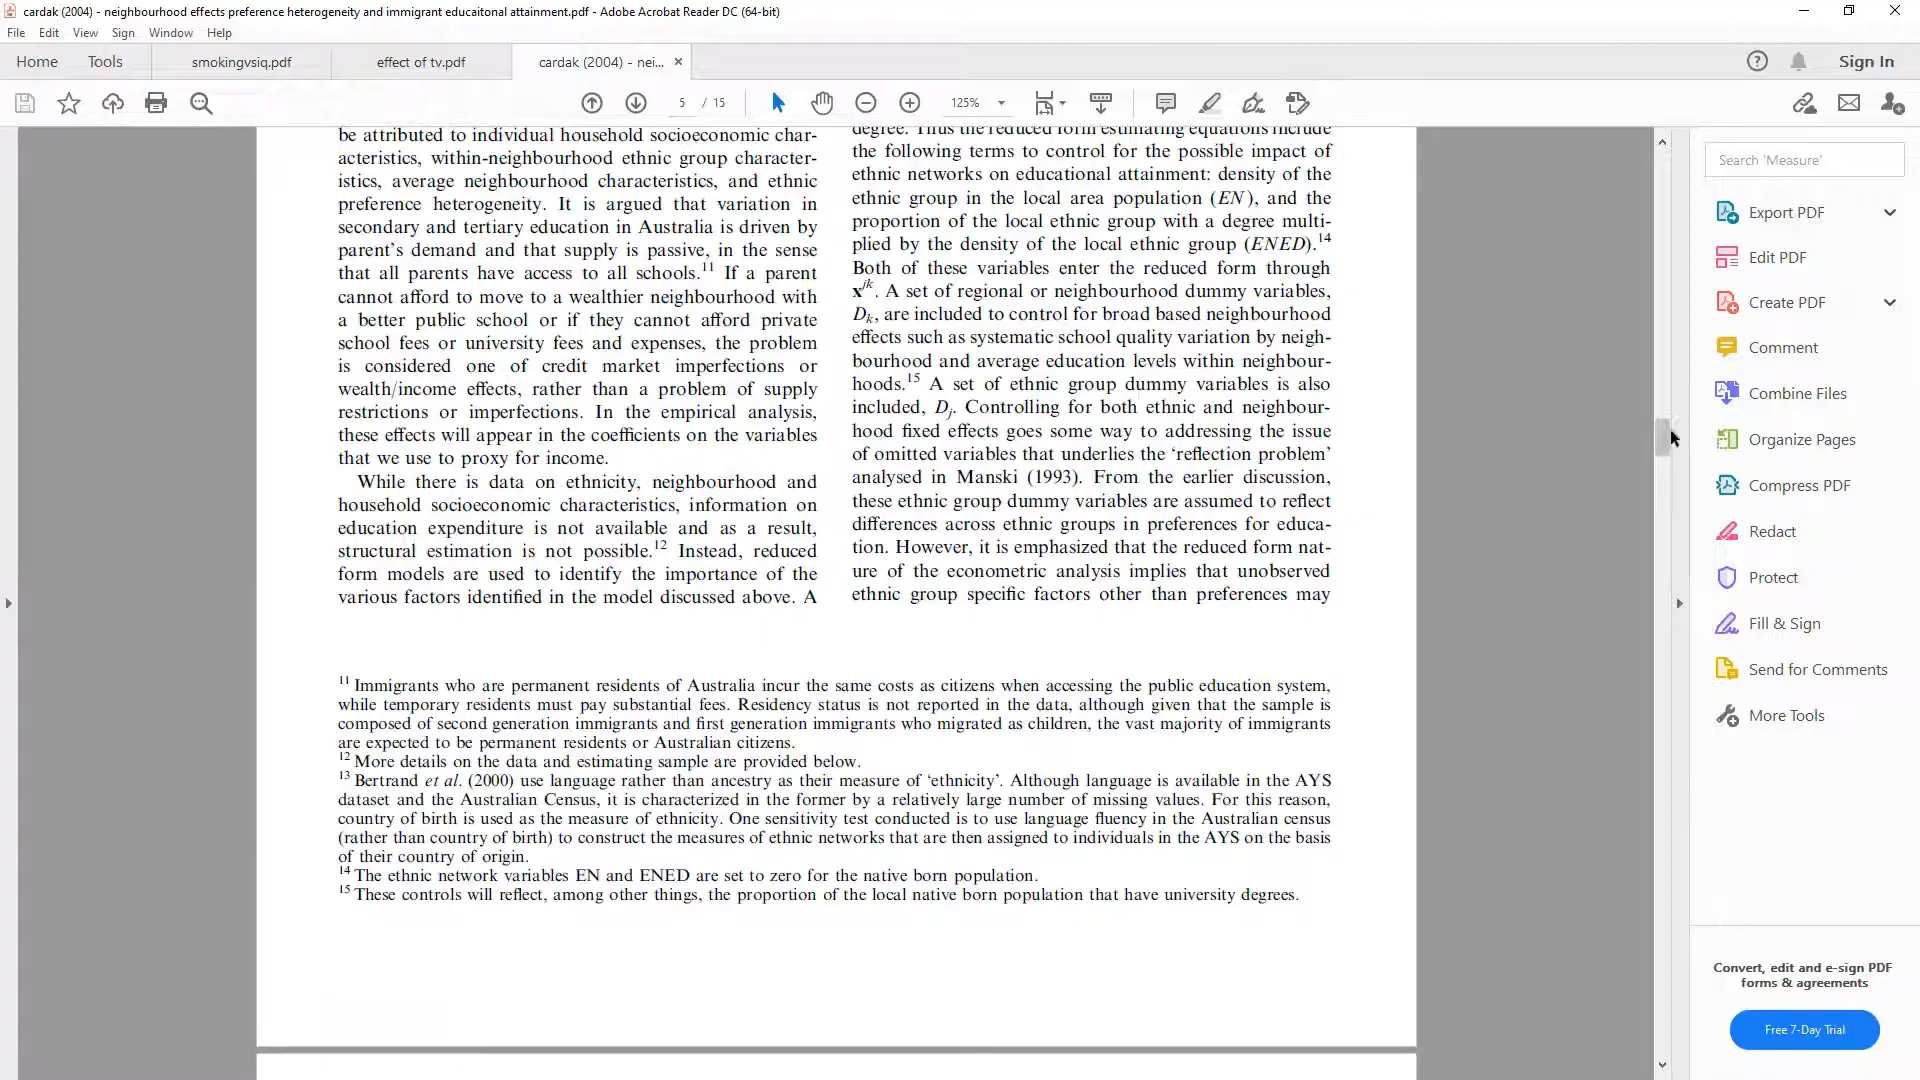 cardak (2004) - neighbourhood effects preference heterogeneity and immigrant educaitonal attainment.pdf - Adobe Acrobat Reader DC (64-bit)
File Edit View Sign Window Help
Home Tools smokingvsiq.pdf effect of tv.pdf cardak (2004) - nei... Sign In
5 / 15 125%
be attributed to individual household socioeconomic char-
acteristics, within-neighbourhood ethnic group character-
istics, average neighbourhood characteristics, and ethnic
preference heterogeneity. It is argued that variation in
secondary and tertiary education in Australia is driven by
parent's demand and that supply is passive, in the sense
that all parents have access to all schools.11 If a parent
cannot afford to move to a wealthier neighbourhood with
a better public school or if they cannot afford private
school fees or university fees and expenses, the problem
is considered one of credit market imperfections or
wealth/income effects, rather than a problem of supply
restrictions or imperfections. In the empirical analysis,
these effects will appear in the coefficients on the variables
that we use to proxy for income.
While there is data on ethnicity, neighbourhood and
household socioeconomic characteristics, information on
education expenditure is not available and as a result,
structural estimation is not possible.12 Instead, reduced
form models are used to identify the importance of the
various factors identified in the model discussed above. A
degree. Thus the reduced form estimating equations include
the following terms to control for the possible impact of
ethnic networks on educational attainment: density of the
ethnic group in the local area population (EN), and the
proportion of the local ethnic group with a degree multi-
plied by the density of the local ethnic group (ENED).14
Both of these variables enter the reduced form through
xjk. A set of regional or neighbourhood dummy variables,
Dk, are included to control for broad based neighbourhood
effects such as systematic school quality variation by neigh-
bourhood and average education levels within neighbour-
hoods.15 A set of ethnic group dummy variables is also
included, Dj. Controlling for both ethnic and neighbour-
hood fixed effects goes some way to addressing the issue
of omitted variables that underlies the ‘reflection problem’
analysed in Manski (1993). From the earlier discussion,
these ethnic group dummy variables are assumed to reflect
differences across ethnic groups in preferences for educa-
tion. However, it is emphasized that the reduced form nat-
ure of the econometric analysis implies that unobserved
ethnic group specific factors other than preferences may
11 Immigrants who are permanent residents of Australia incur the same costs as citizens when accessing the public education system,
while temporary residents must pay substantial fees. Residency status is not reported in the data, although given that the sample is
composed of second generation immigrants and first generation immigrants who migrated as children, the vast majority of immigrants
are expected to be permanent residents or Australian citizens.
12 More details on the data and estimating sample are provided below.
13 Bertrand et al. (2000) use language rather than ancestry as their measure of ‘ethnicity’. Although language is available in the AYS
dataset and the Australian Census, it is characterized in the former by a relatively large number of missing values. For this reason,
country of birth is used as the measure of ethnicity. One sensitivity test conducted is to use language fluency in the Australian census
(rather than country of birth) to construct the measures of ethnic networks that are then assigned to individuals in the AYS on the basis
of their country of origin.
14 The ethnic network variables EN and ENED are set to zero for the native born population.
15 These controls will reflect, among other things, the proportion of the local native born population that have university degrees.
Search 'Measure'
Export PDF
Edit PDF
Create PDF
Comment
Combine Files
Organize Pages
Compress PDF
Redact
Protect
Fill & Sign
Send for Comments
More Tools
Convert, edit and e-sign PDF
forms & agreements
Free 7-Day Trial